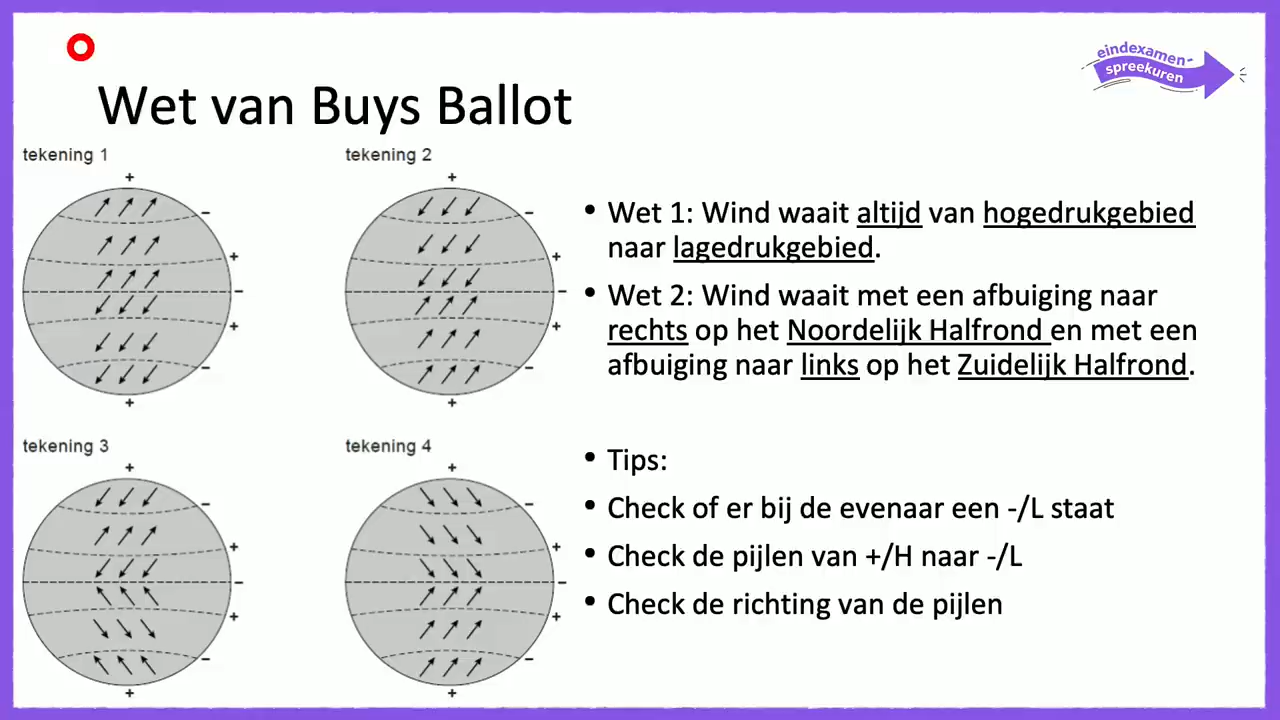 eindexamen-
spreekuren
Wet van Buys Ballot
tekening 1
+
-
+
-
+
-
+
tekening 2
+
-
+
-
+
-
+
• Wet 1: Wind waait altijd van hogedrukgebied
naar lagedrukgebied.
• Wet 2: Wind waait met een afbuiging naar
rechts op het Noordelijk Halfrond en met een
afbuiging naar links op het Zuidelijk Halfrond.
tekening 3
+
-
+
-
+
-
+
tekening 4
+
-
+
-
+
-
+
• Tips:
• Check of er bij de evenaar een -/L staat
• Check de pijlen van +/H naar -/L
• Check de richting van de pijlen